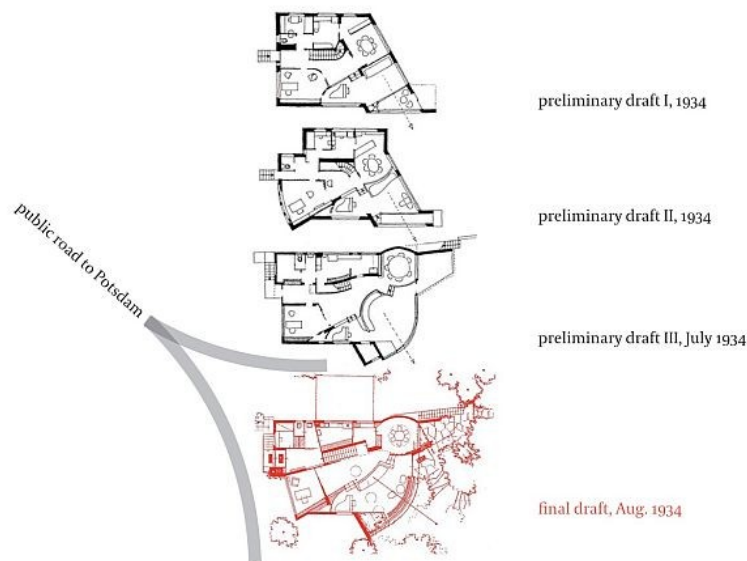 preliminary draft I, 1934
preliminary draft II, 1934
public road to Potsdam
preliminary draft III, July 1934
final draft, Aug. 1934